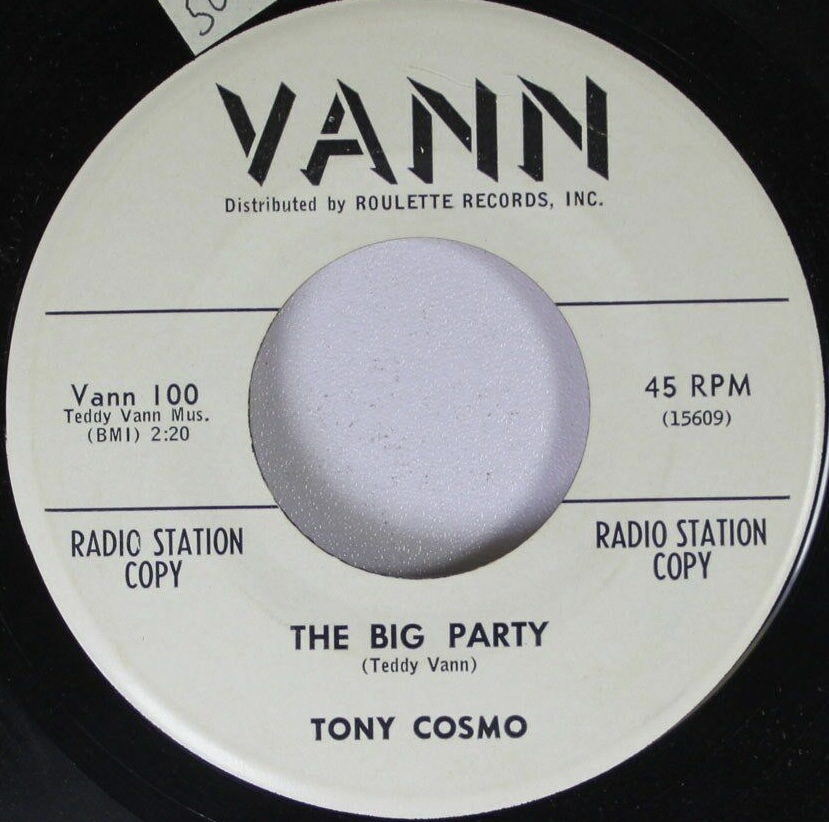 VANN
Distributed by ROULETTE RECORDS, INC.
Vann 100
Teddy Vann Mus.
(BMI) 2:20
45 RPM
(15609)
RADIO STATION
COPY
RADIO STATION
COPY
THE BIG PARTY
(Teddy Vann)
TONY COSMO